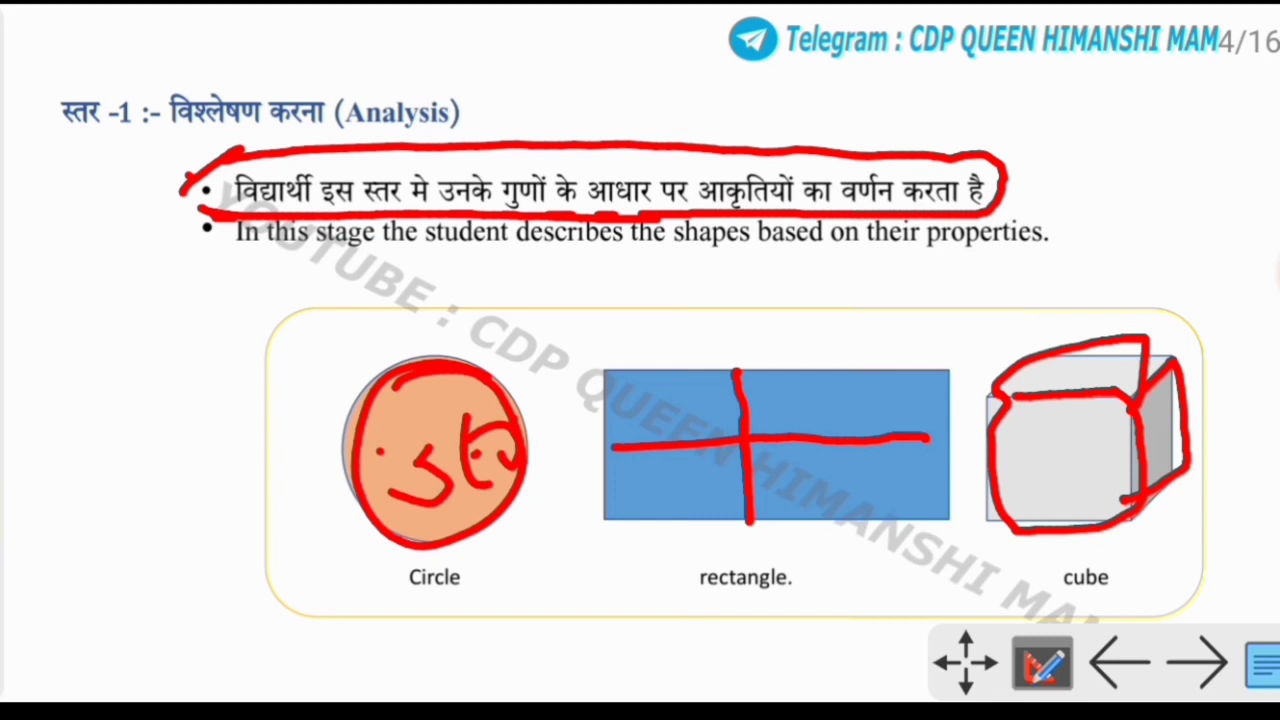 Telegram : CDP QUEEN HIMANSHI MAM 4/16
स्तर -1 :- विश्लेषण करना (Analysis)
• विद्यार्थी इस स्तर मे उनके गुणों के आधार पर आकृतियों का वर्णन करता है
• In this stage the student describes the shapes based on their properties.
YOUTUBE : CDP QUEEN HIMANSHI MAM
Circle rectangle. cube